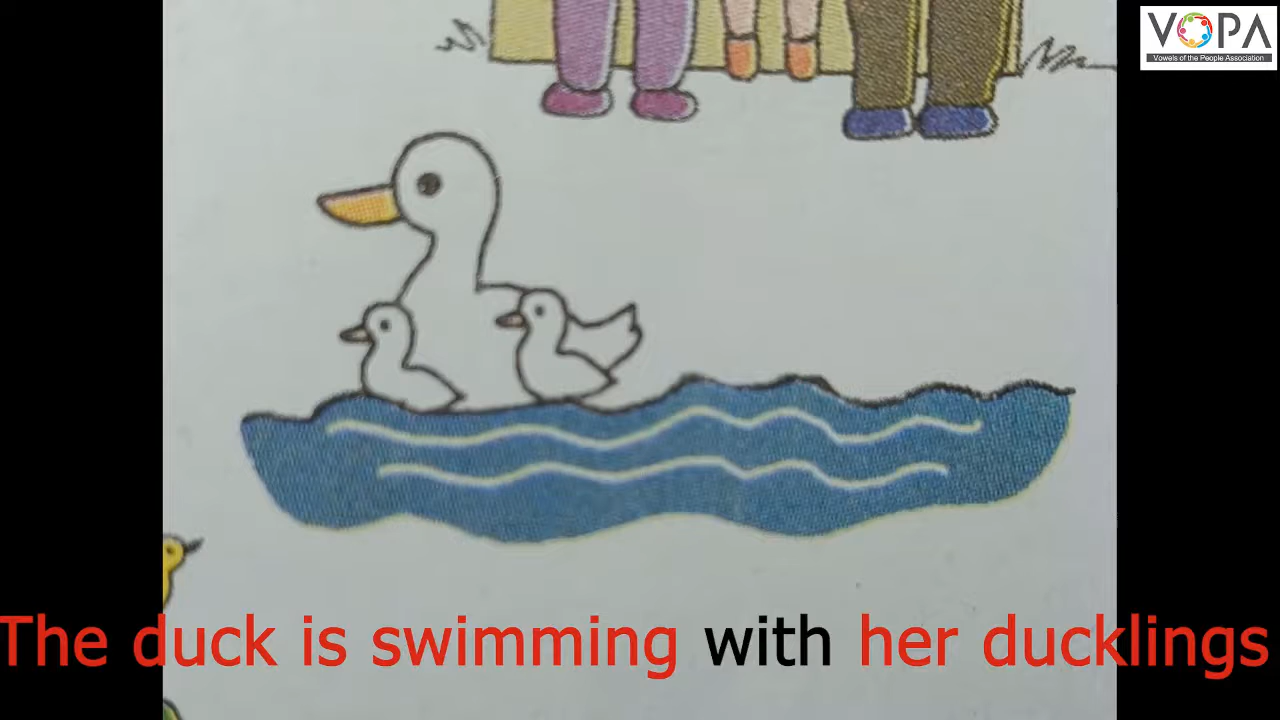 VOPA
Vowels of the People Association
The duck is swimming with her ducklings